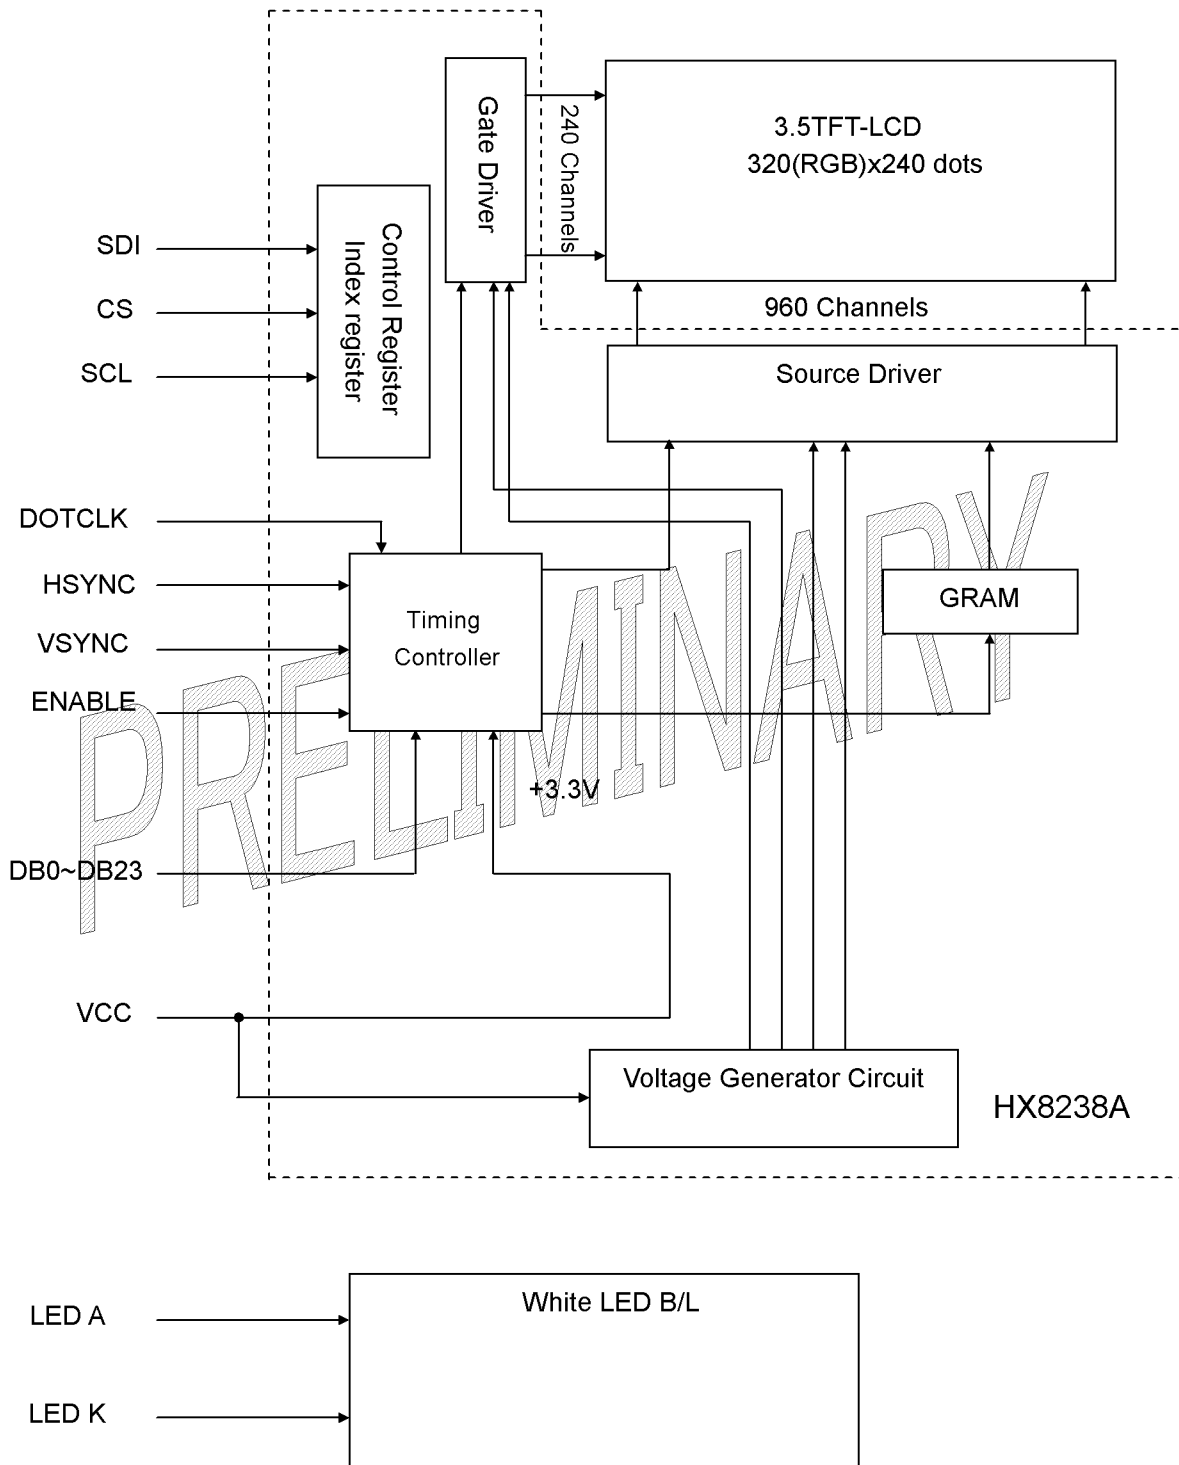 Gate Driver
240 Channels
3.5TFT-LCD
320(RGB)x240 dots
Control Register
Index register
SDI
CS
SCL
960 Channels
Source Driver
DOTCLK
HSYNC
VSYNC
ENABLE
Timing
Controller
GRAM
PRELIMINARY
+3.3V
DB0~DB23
VCC
Voltage Generator Circuit
HX8238A
LED A
White LED B/L
LED K